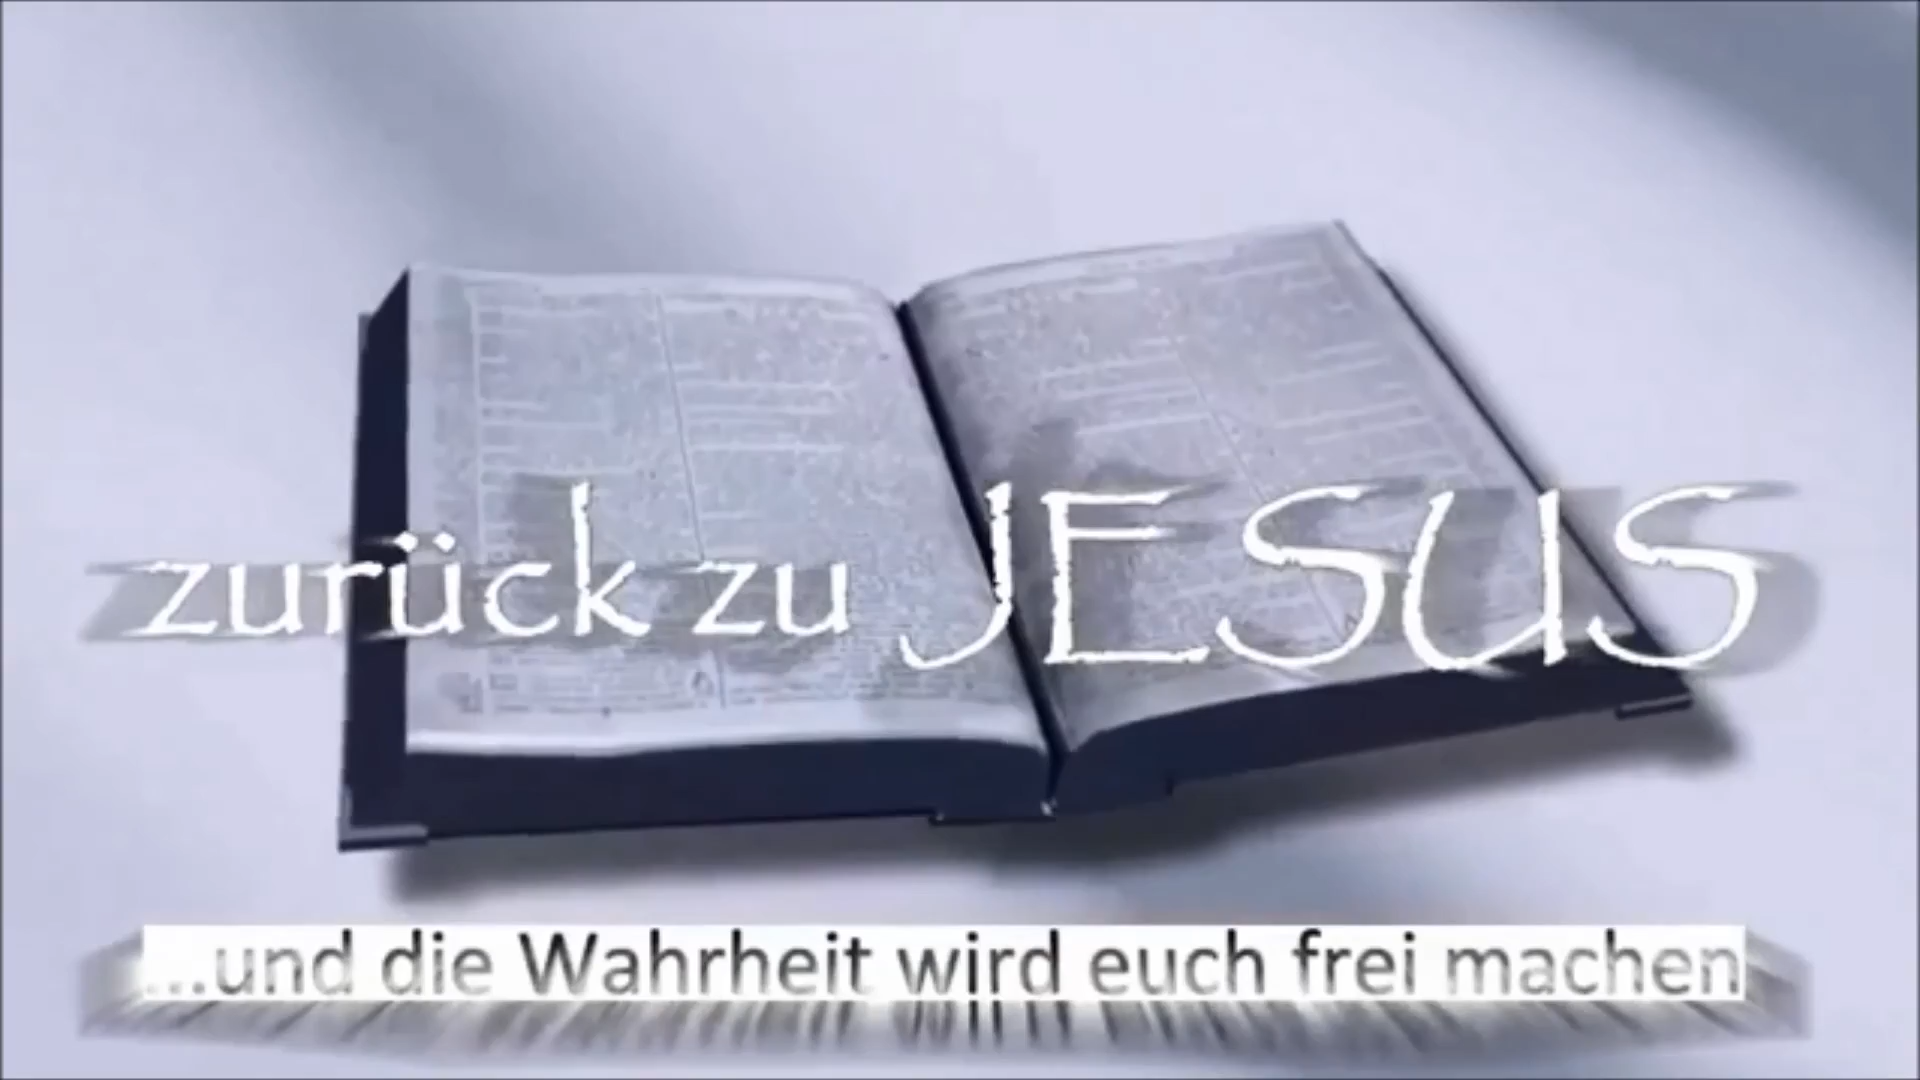 zurück zu JESUS
...und die Wahrheit wird euch frei machen